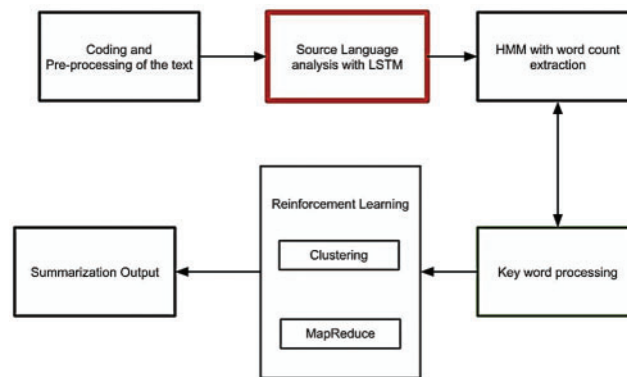 Coding and
Pre-processing of the text
Source Language
analysis with LSTM
HMM with word count
extraction
Reinforcement Learning
Clustering
MapReduce
Summarization Output
Key word processing